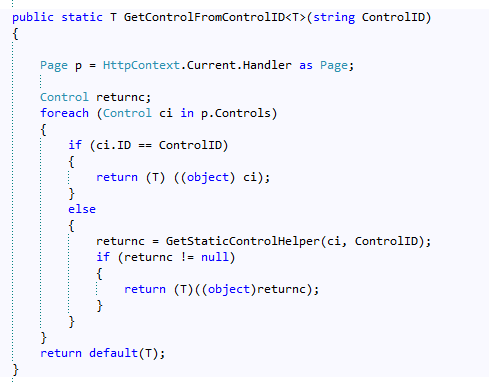 public static T GetControlFromControlID<T>(string ControlID)
{
Page p = HttpContext.Current.Handler as Page;
Control returnc;
foreach (Control ci in p.Controls)
{
if (ci.ID == ControlID)
{
return (T) ((object) ci);
}
else
{
returnc = GetStaticControlHelper(ci, ControlID);
if (returnc != null)
{
return (T)((object)returnc);
}
}
}
return default(T);
}